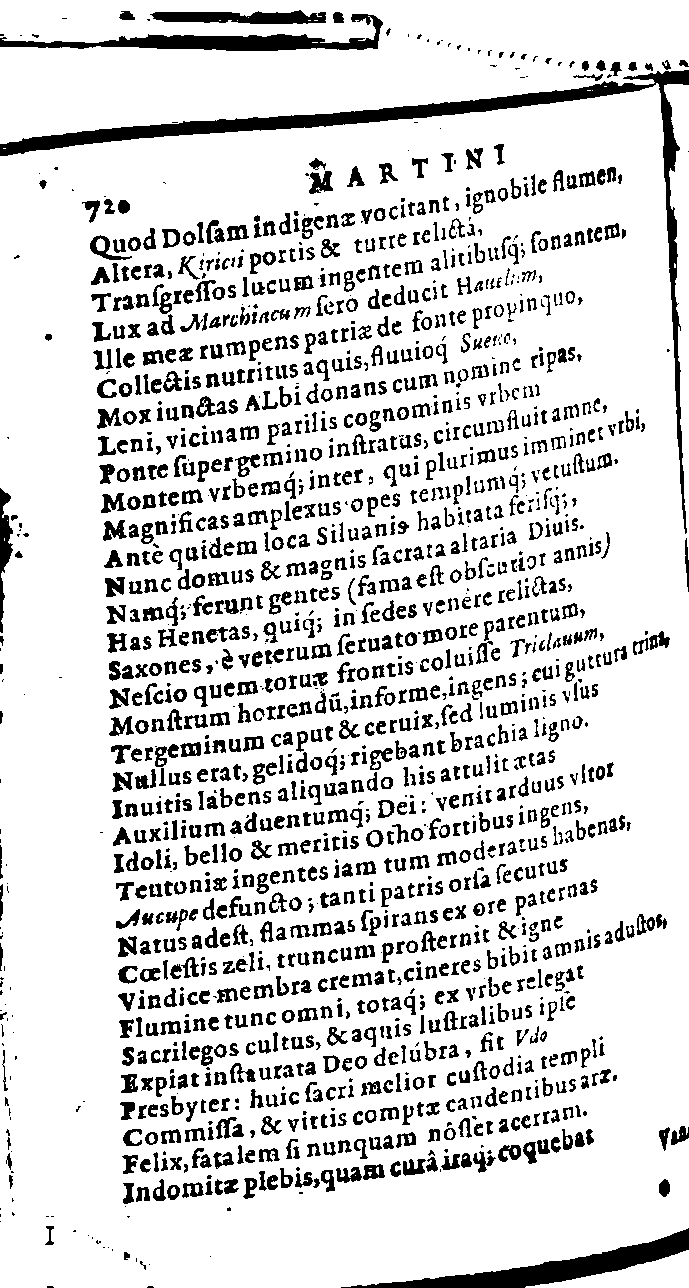 720 MARTINI
Quod Dolſam indigenæ vocitant, ignobile flumen,
Altera, Kiricii portis & turre relictâ,
Tranſgreſſos lucum ingentem alitibuſq́; ſonantem,
Lux ad Marchiacum ſero deducit Hauelum,
Ille meæ rumpens patriæ de fonte propinquo,
Collectis nutritus aquis, fluuioq́ Sueuo,
Mox iunctas ALbi donans cum nomine ripas,
Leni, vicinam parilis cognominis vrbem
Ponte ſuper gemino inſtratus, circumfluit amne,
Montem vrbemq́; inter, qui plurimus imminet vrbi,
Magnificas amplexus opes templumq́; vetuſtum.
Antè quidem loca Siluanis habitata feriſq́;,
Nunc domus & magnis ſacrata altaria Diuis.
Namq́; ferunt gentes (fama eſt obſcurior annis)
Has Henetas, quiq́; in ſedes venêre relictas,
Saxones, è veterum ſeruato more parentum,
Neſcio quem toruæ frontis coluiſſe Triclauum,
Monſtrum horrendū, informe, ingens; cui guttura trina,
Tergeminum caput & ceruix, ſed luminis vſus
Nullus erat, gelidoq́; rigebant brachia ligno.
Inuitis labens aliquando his attulit ætas
Auxilium aduentumq́; Dei: venit arduus vltor
Idoli, bello & meritis Otho fortibus ingens,
Teutoniæ ingentes iam tum moderatus habenas,
Aucupe defuncto; tanti patris orſa ſecutus
Natus adeſt, flammas ſpirans ex ore paternas
Cœleſtis zeli, truncum proſternit & igne
Vindice membra cremat, cineres bibit amnis aduſtos,
Flumine tunc omni, totaq́; ex vrbe relegat
Sacrilegos cultus, & aquis luſtralibus ipſe
Expiat inſtaurata Deo delúbra, fit Vdo
Presbyter: huic ſacri melior cuſtodia templi
Commiſſa, & vittis comptæ candentibus aræ.
Felix, fatalem ſi nunquam nôſſet acerram.
Indomitæ plebis, quam curâ iraq́; coquebat